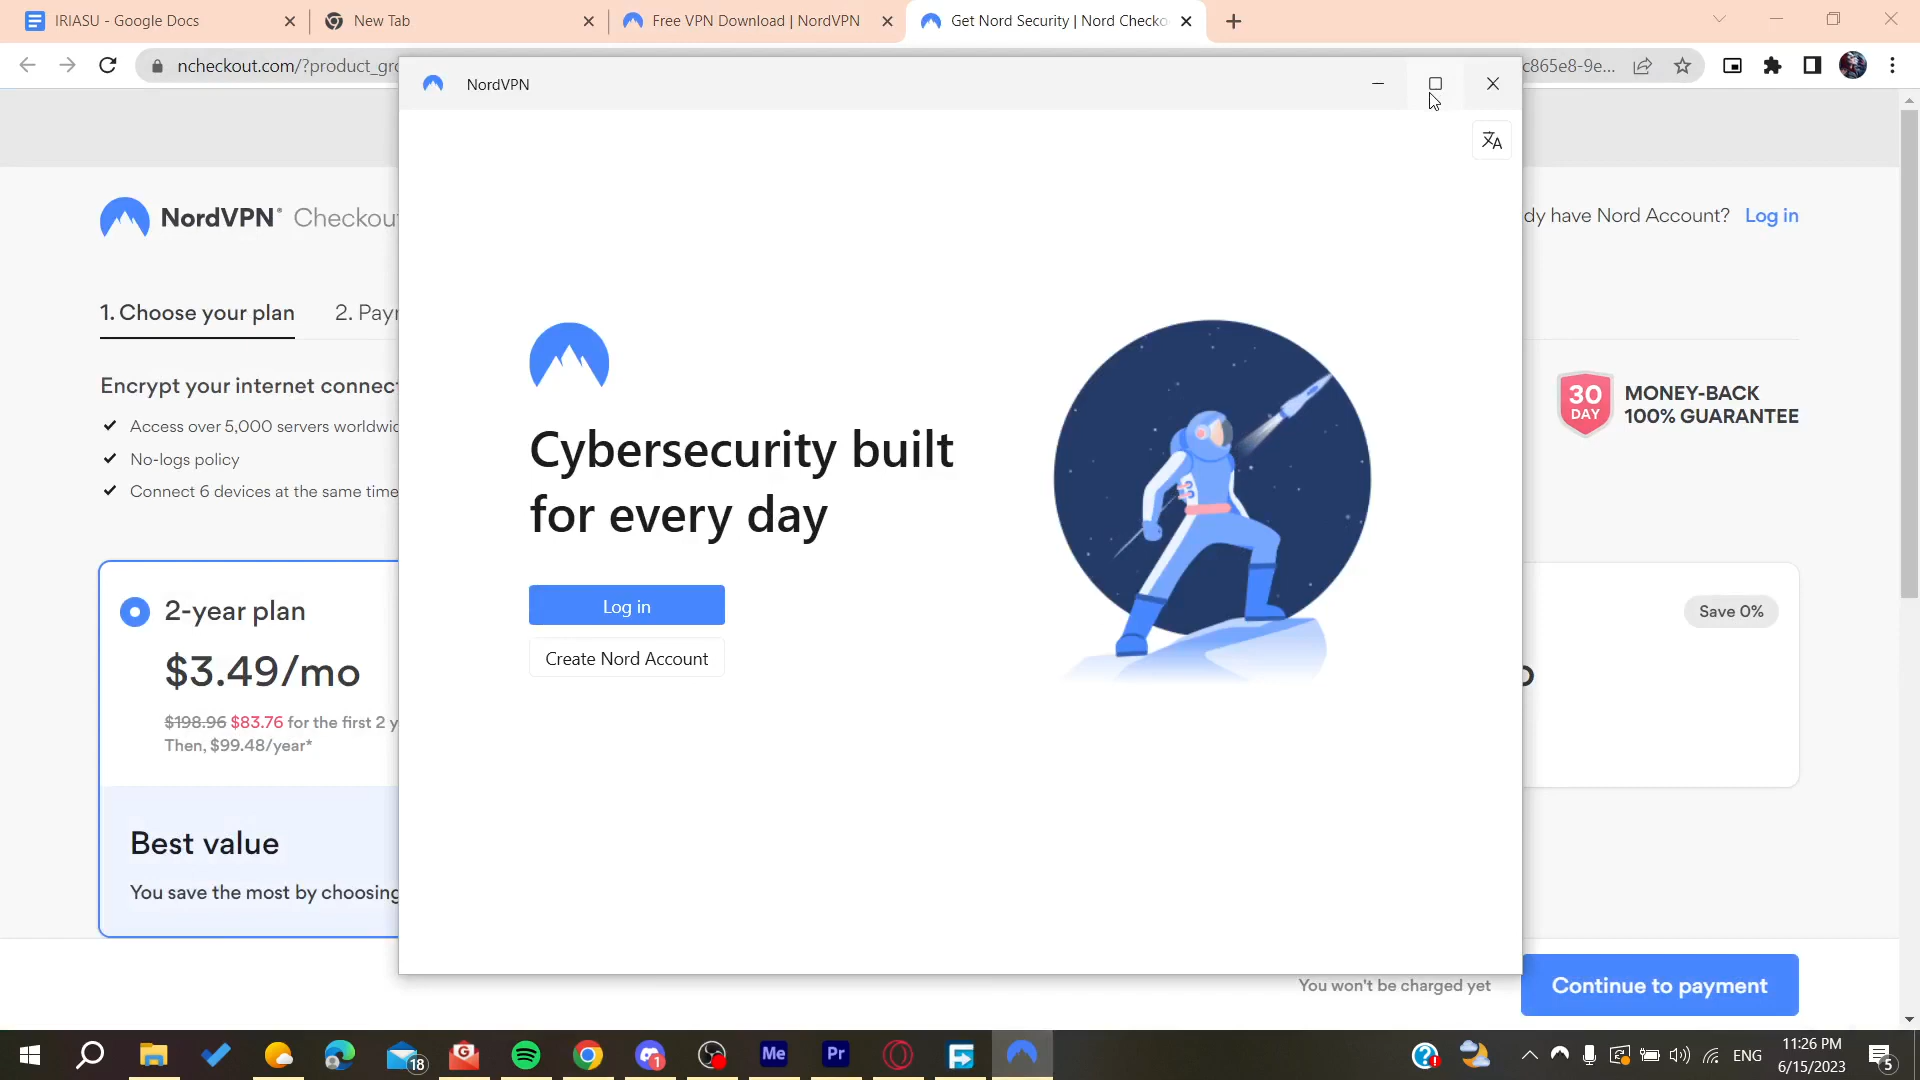 IRIASU - Google Docs
New Tab
Free VPN Download | NordVPN
Get Nord Security | Nord Checko
ncheckout.com/?product_gr
c865e8-9e...
NordVPN
NordVPN® Checkou
dy have Nord Account? Log in
1. Choose your plan
2. Pay
Encrypt your internet connec
Access over 5,000 servers worldwid
No-logs policy
Connect 6 devices at the same time
30
DAY
MONEY-BACK
100% GUARANTEE
Cybersecurity built
for every day
Log in
Create Nord Account
2-year plan
$3.49/mo
$198.96 $83.76 for the first 2 y
Then, $99.48/year*
Save 0%
Best value
You save the most by choosing
You won't be charged yet
Continue to payment
18
1
Me
Pr
ENG
11:26 PM
6/15/2023
5